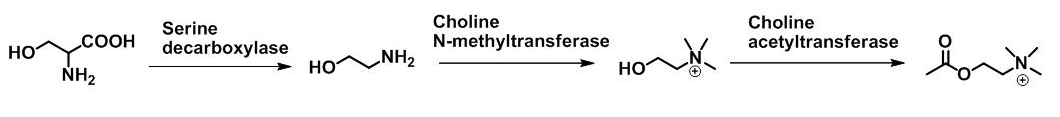 Serine
decarboxylase
Choline
N-methyltransferase
Choline
acetyltransferase
HO
COOH
NH2
HO
NH2
HO
N
⊕
O
O
N
⊕